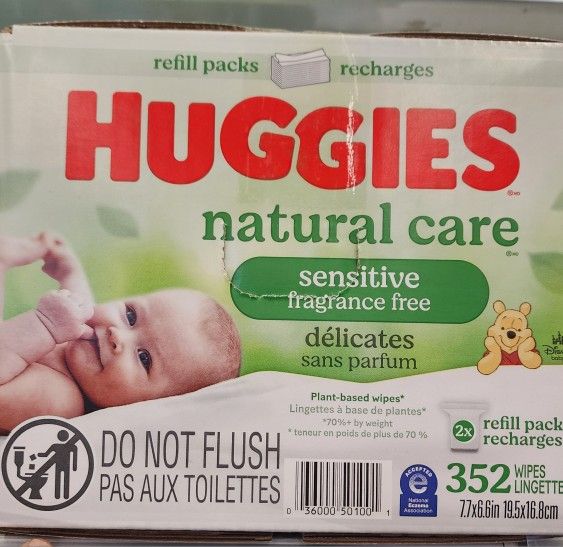 refill packs recharges
HUGGIES
®MD
natural care
®MD
sensitive
fragrance free
délicates
sans parfum
Plant-based wipes*
Lingettes à base de plantes*
*70%+ by weight
* teneur en poids de plus de 70 %
2x refill pack
recharges
DO NOT FLUSH
PAS AUX TOILETTES
0 36000 50100 1
ACCEPTED
e
National
Eczema
Association
352 WIPES
LINGETTE
7.7x6.6in 19.5x16.8cm